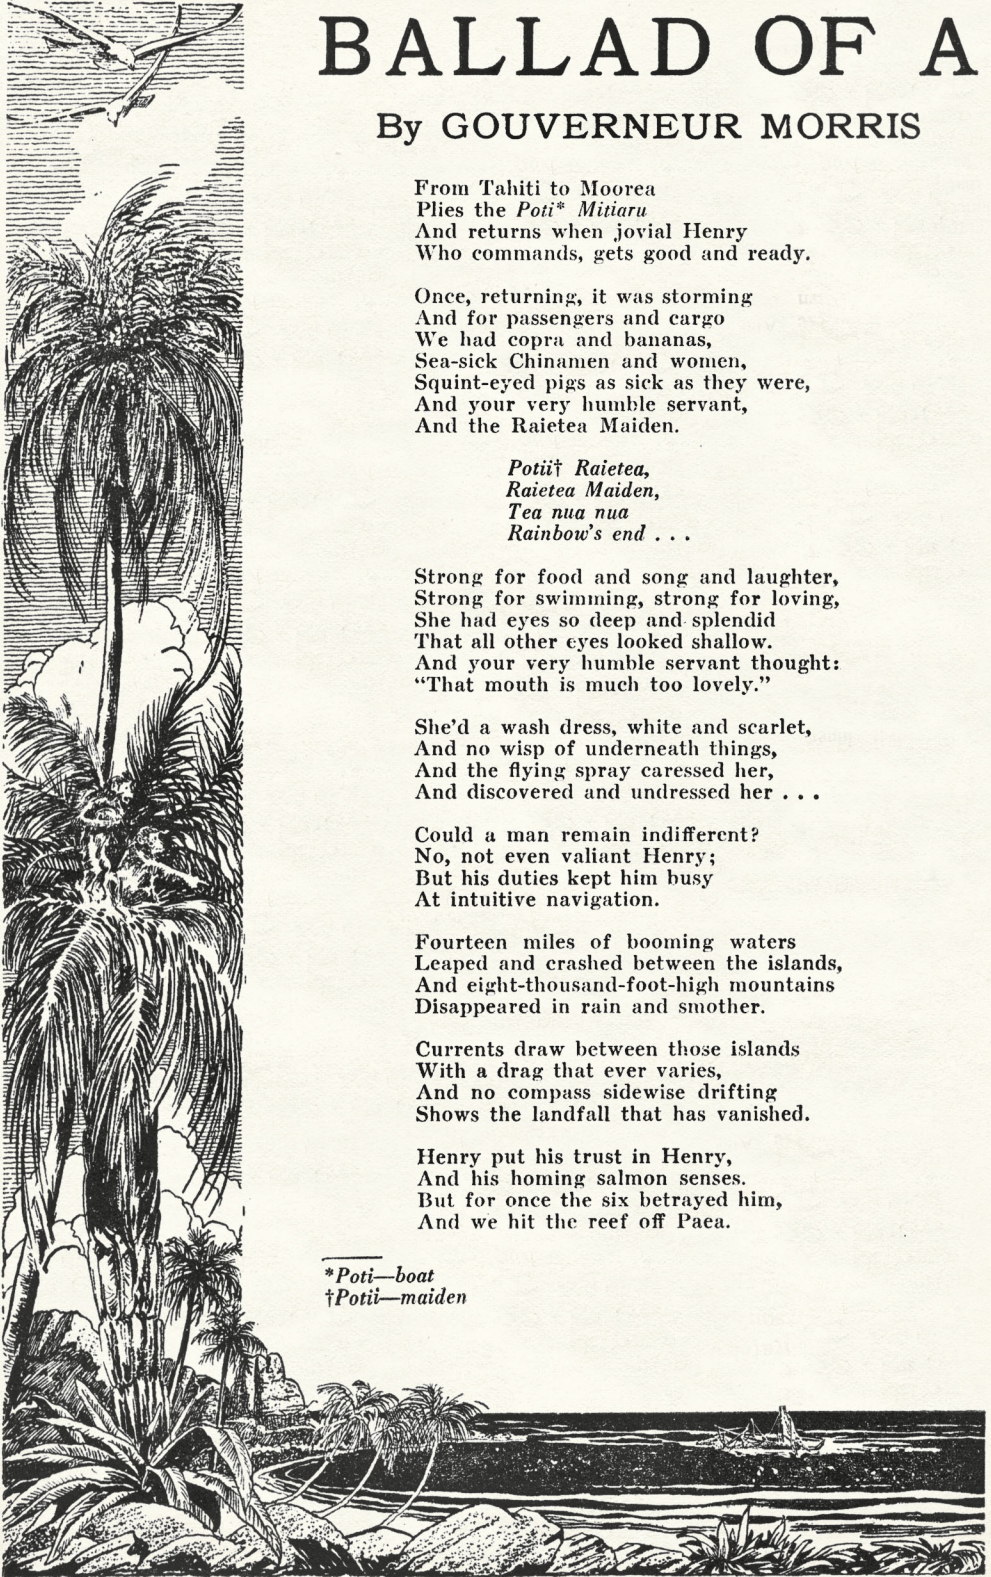 BALLAD OF A
By GOUVERNEUR MORRIS
From Tahiti to Moorea
Plies the Poti* Mitiaru
And returns when jovial Henry
Who commands, gets good and ready.
Once, returning, it was storming
And for passengers and cargo
We had copra and bananas,
Sea-sick Chinamen and women,
Squint-eyed pigs as sick as they were,
And your very humble servant,
And the Raietea Maiden.
Potii† Raietea,
Raietea Maiden,
Tea nua nua
Rainbow's end . . .
Strong for food and song and laughter,
Strong for swimming, strong for loving,
She had eyes so deep and splendid
That all other eyes looked shallow.
And your very humble servant thought:
“That mouth is much too lovely.”
She'd a wash dress, white and scarlet,
And no wisp of underneath things,
And the flying spray caressed her,
And discovered and undressed her . . .
Could a man remain indifferent?
No, not even valiant Henry;
But his duties kept him busy
At intuitive navigation.
Fourteen miles of booming waters
Leaped and crashed between the islands,
And eight-thousand-foot-high mountains
Disappeared in rain and smother.
Currents draw between those islands
With a drag that ever varies,
And no compass sidewise drifting
Shows the landfall that has vanished.
Henry put his trust in Henry,
And his homing salmon senses.
But for once the six betrayed him,
And we hit the reef off Paea.
*Poti—boat
†Potii—maiden